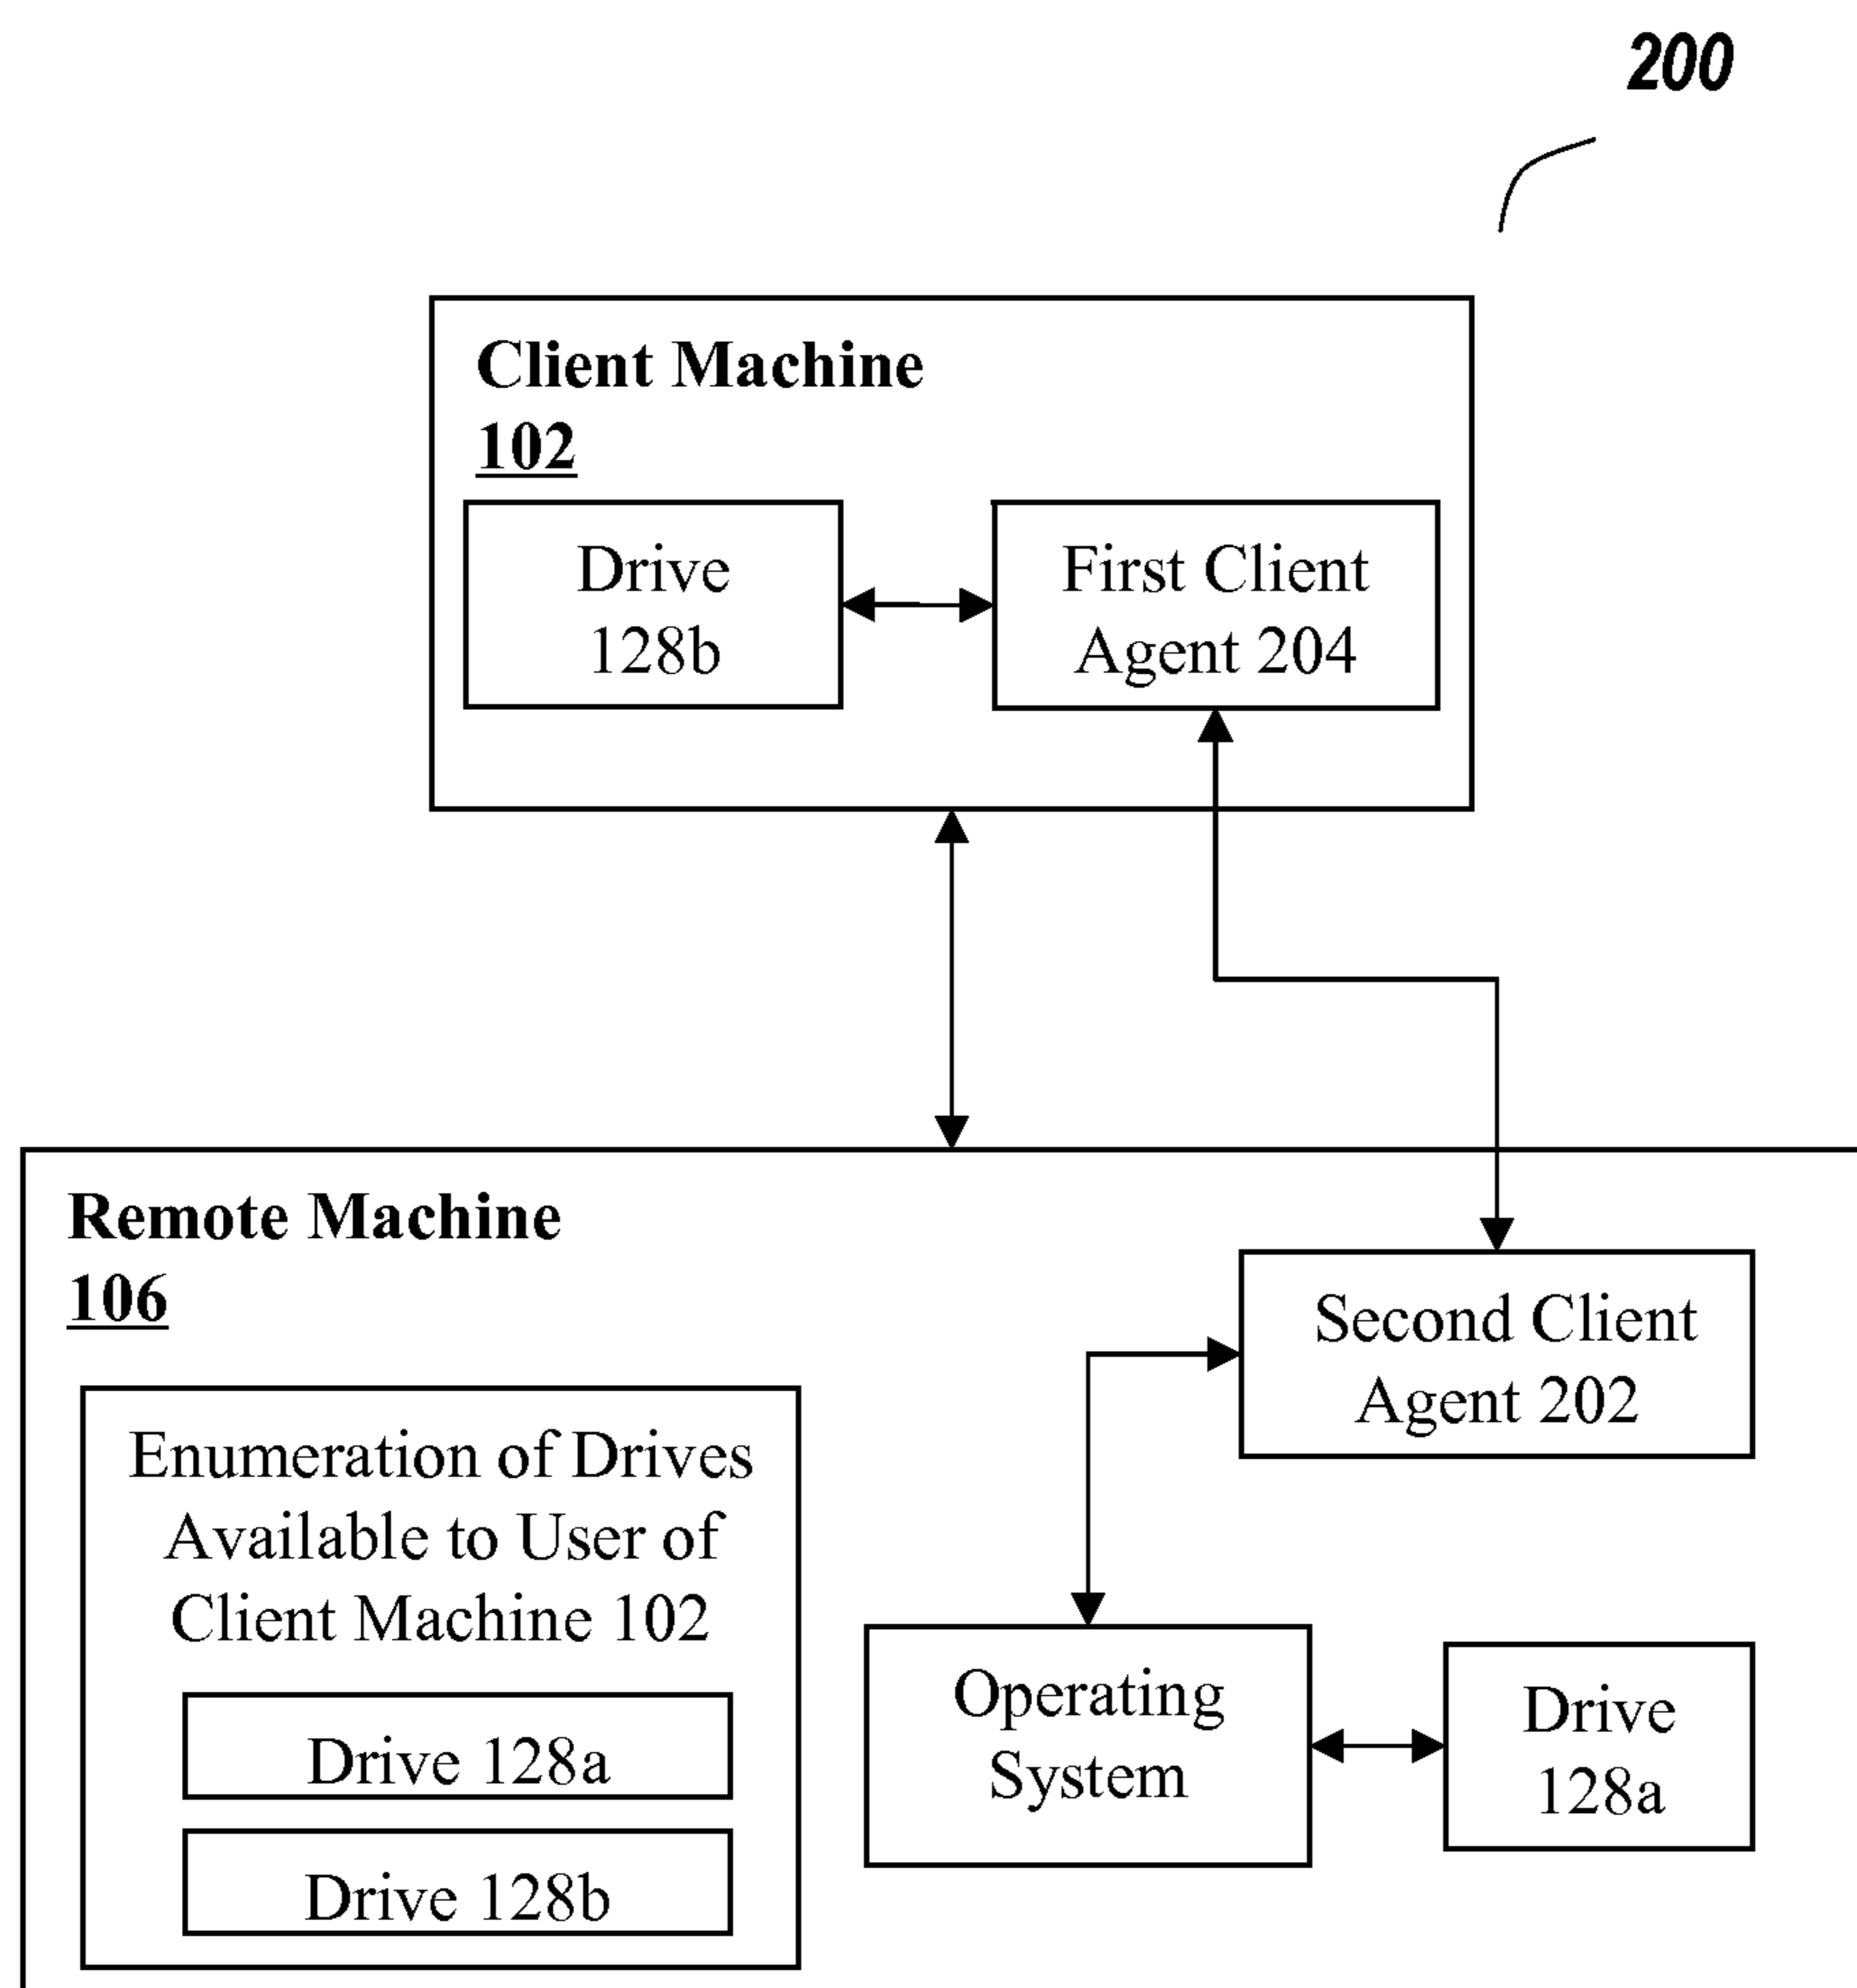 200
Client Machine
102
Drive
128b
First Client
Agent 204
Remote Machine
106
Second Client
Agent 202
Enumeration of Drives
Available to User of
Client Machine 102
Drive 128a
Drive 128b
Operating
System
Drive
128a